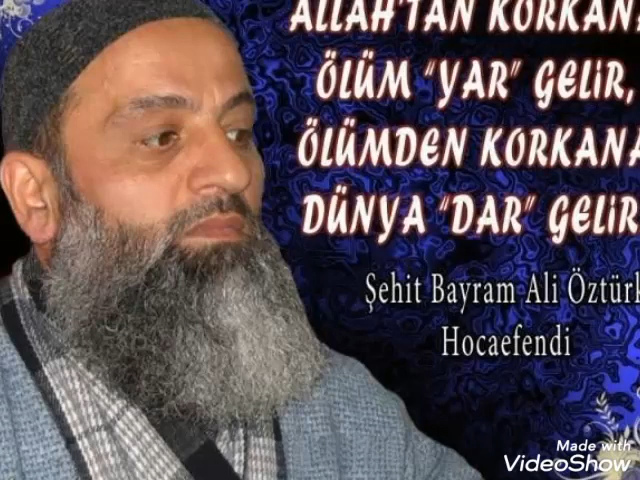 ALLAH'TAN KORKANA
ÖLÜM "YAR" GELİR,
ÖLÜMDEN KORKANA
DÜNYA "DAR" GELİR
Şehit Bayram Ali Öztürk
Hocaefendi
Made with
VideoShow